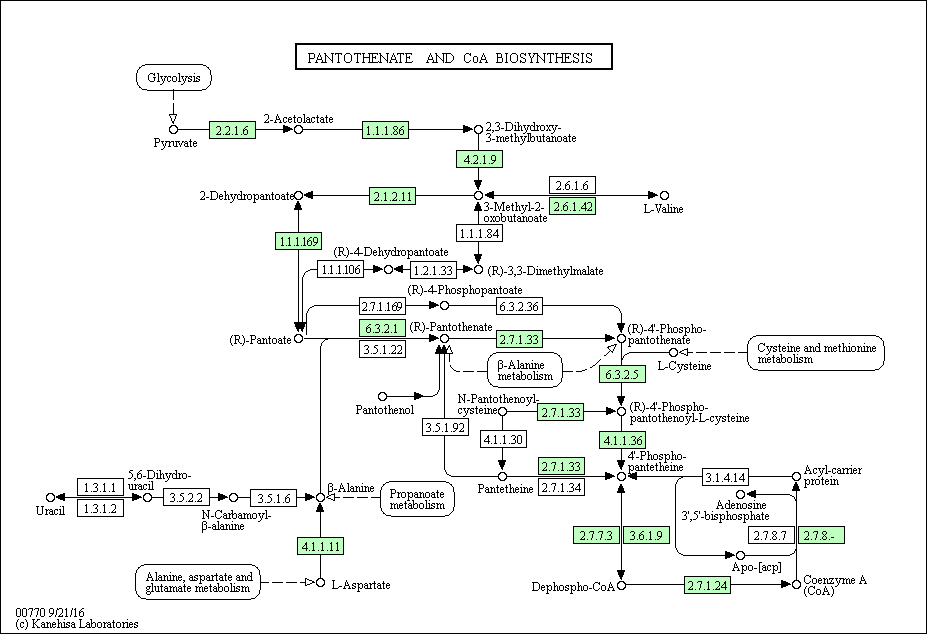 PANTOTHENATE AND CoA BIOSYNTHESIS
Glycolysis
2-Acetolactate
2.2.1.6
1.1.1.86
2,3-Dihydroxy-
3-methylbutanoate
Pyruvate
4.2.1.9
2-Dehydropantoate
2.1.2.11
2.6.1.6
2.6.1.42
3-Methyl-2-
oxobutanoate
L-Valine
1.1.1.169
1.1.1.84
(R)-4-Dehydropantoate
1.1.1.106
1.2.1.33
(R)-3,3-Dimethylmalate
(R)-4-Phosphopantoate
2.7.1.169
6.3.2.36
(R)-Pantoate
6.3.2.1
3.5.1.22
(R)-Pantothenate
2.7.1.33
(R)-4'-Phospho-
pantothenate
Cysteine and methionine
metabolism
β-Alanine
metabolism
L-Cysteine
6.3.2.5
Pantothenol
N-Pantothenoyl-
cysteine
2.7.1.33
(R)-4'-Phospho-
pantothenoyl-L-cysteine
3.5.1.92
4.1.1.30
4.1.1.36
4'-Phospho-
pantetheine
2.7.1.33
2.7.1.34
Pantetheine
3.1.4.14
Acyl-carrier
protein
5,6-Dihydro-
uracil
1.3.1.1
1.3.1.2
Uracil
3.5.2.2
N-Carbamoyl-
β-alanine
3.5.1.6
β-Alanine
Propanoate
metabolism
Adenosine
3',5'-bisphosphate
2.7.7.3
3.6.1.9
2.7.8.7
2.7.8.-
4.1.1.11
Apo-[acp]
Alanine, aspartate and
glutamate metabolism
L-Aspartate
Dephospho-CoA
2.7.1.24
Coenzyme A
(CoA)
00770 9/21/16
(c) Kanehisa Laboratories